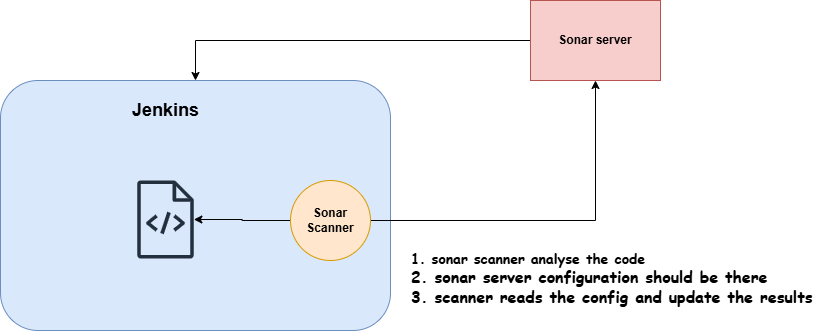 Sonar server
Jenkins
</>
Sonar
Scanner
1. sonar scanner analyse the code
2. sonar server configuration should be there
3. scanner reads the config and update the results